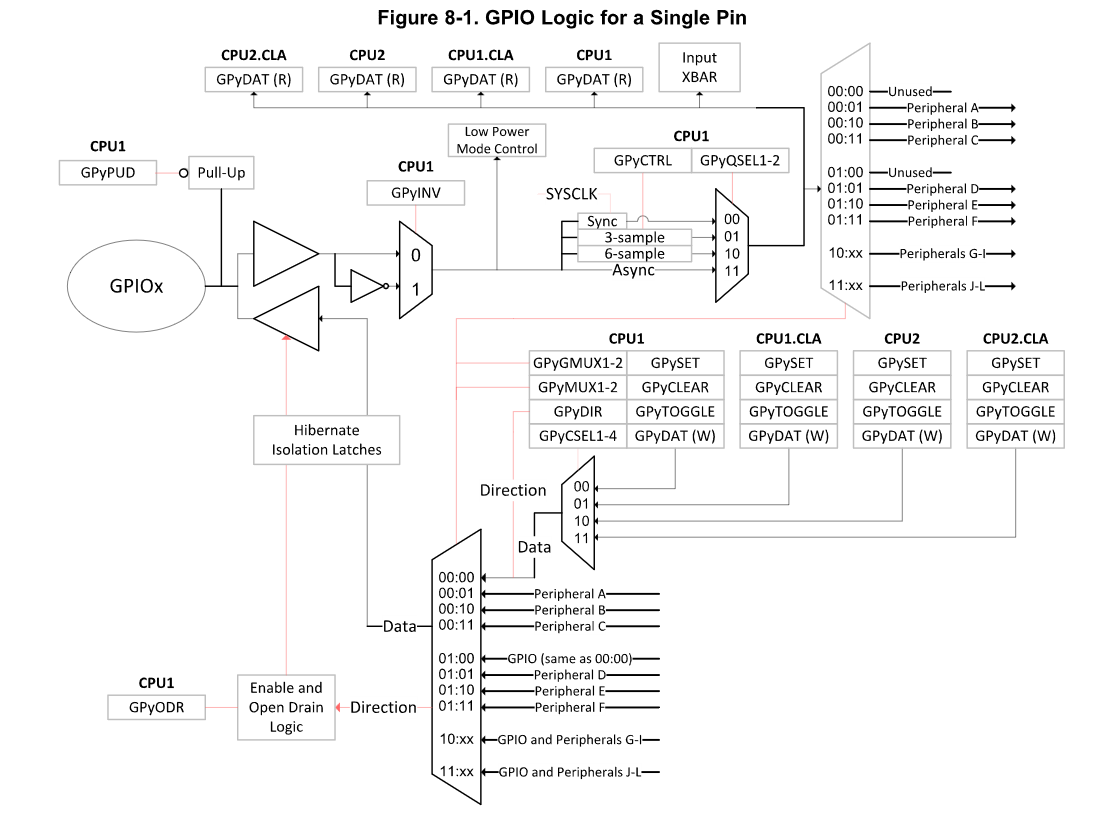 Figure 8-1. GPIO Logic for a Single Pin
CPU2.CLA
GPyDAT (R)
CPU2
GPyDAT (R)
CPU1.CLA
GPyDAT (R)
CPU1
GPyDAT (R)
Input
XBAR
CPU1
GPyPUD
Pull-Up
Low Power
Mode Control
CPU1
GPyINV
CPU1
GPyCTRL
GPyQSEL1-2
SYSCLK
Sync
3-sample
6-sample
Async
00
01
10
11
0
1
GPIOx
00:00
Unused
00:01
Peripheral A
00:10
Peripheral B
00:11
Peripheral C
01:00
Unused
01:01
Peripheral D
01:10
Peripheral E
01:11
Peripheral F
10:xx
Peripherals G-I
11:xx
Peripherals J-L
CPU1
GPyGMUX1-2
GPySET
GPyMUX1-2
GPyCLEAR
GPyDIR
GPyTOGGLE
GPyCSEL1-4
GPyDAT (W)
CPU1.CLA
GPySET
GPyCLEAR
GPyTOGGLE
GPyDAT (W)
CPU2
GPySET
GPyCLEAR
GPyTOGGLE
GPyDAT (W)
CPU2.CLA
GPySET
GPyCLEAR
GPyTOGGLE
GPyDAT (W)
Hibernate
Isolation Latches
Direction
00
01
10
11
Data
00:00
00:01
Peripheral A
00:10
Peripheral B
00:11
Peripheral C
Data
01:00
GPIO (same as 00:00)
01:01
Peripheral D
01:10
Peripheral E
01:11
Peripheral F
10:xx
GPIO and Peripherals G-I
11:xx
GPIO and Peripherals J-L
CPU1
GPyODR
Enable and
Open Drain
Logic
Direction